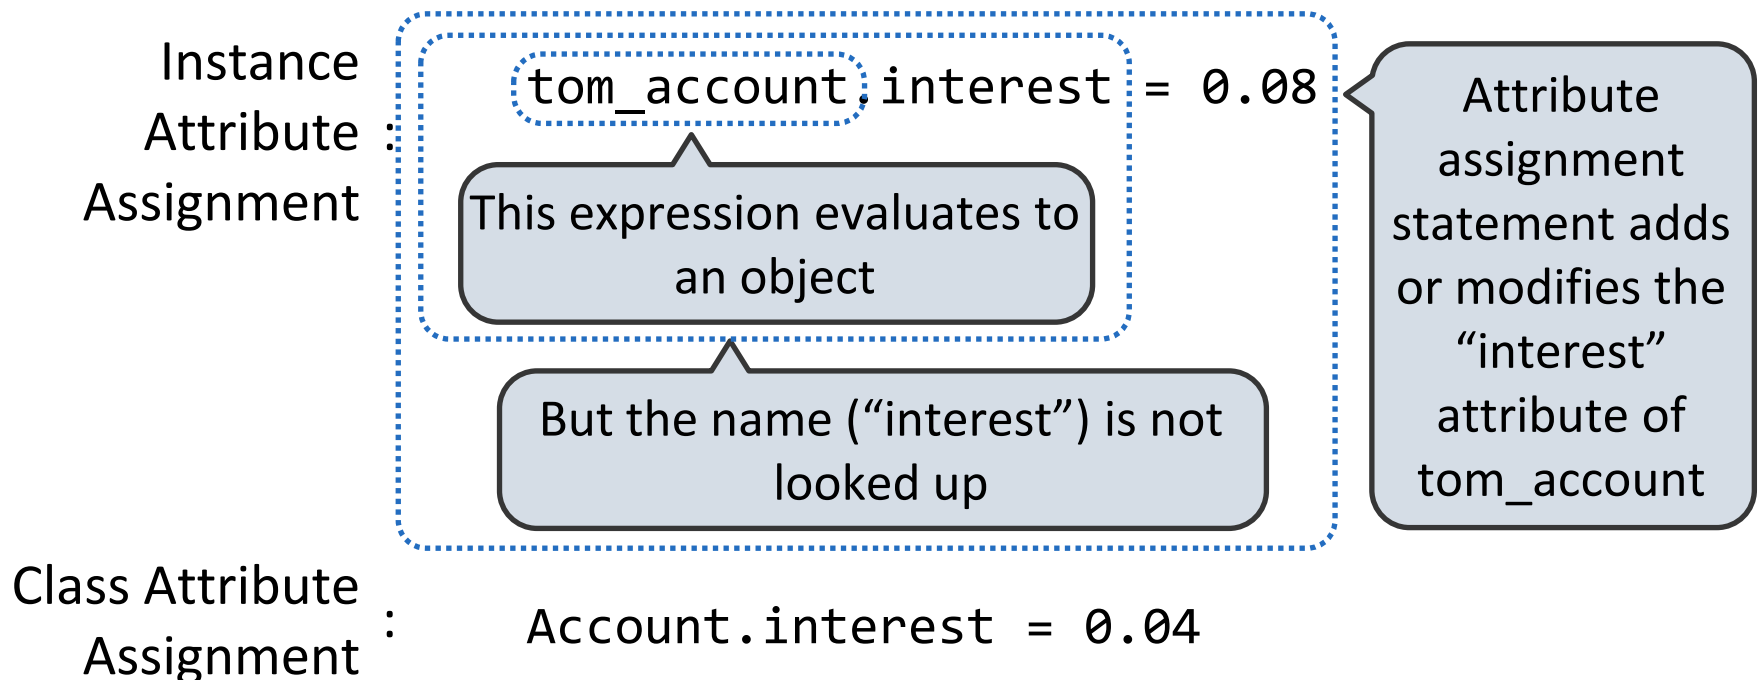 Instance
Attribute :
Assignment
tom_account.interest = 0.08
This expression evaluates to
an object
But the name (“interest”) is not
looked up
Attribute
assignment
statement adds
or modifies the
“interest”
attribute of
tom_account
Class Attribute
Assignment :
Account.interest = 0.04